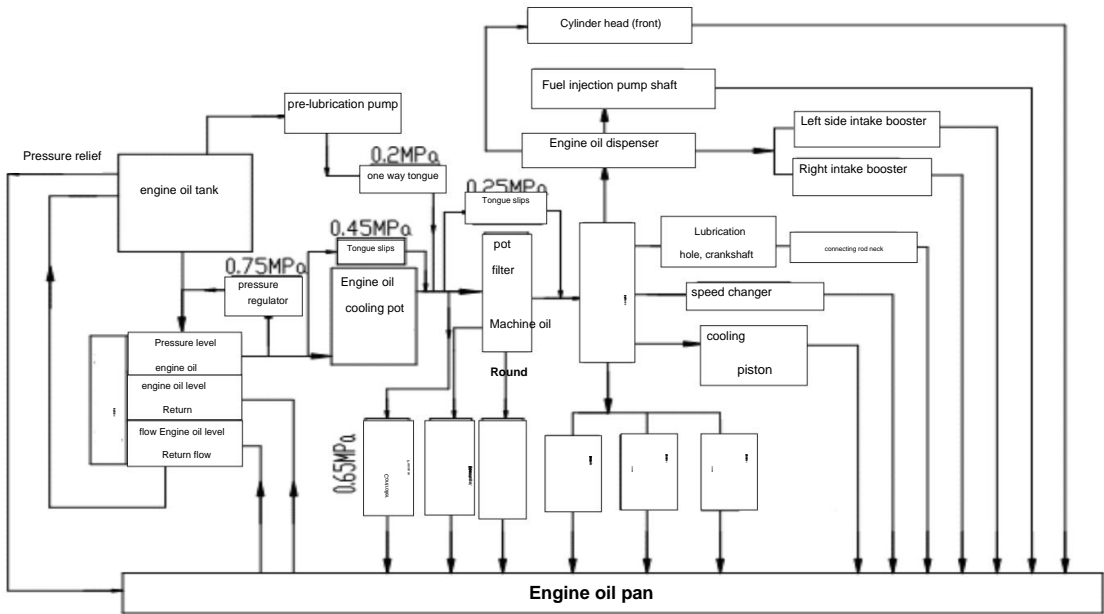 Cylinder head (front)
Fuel injection pump shaft
pre-lubrication pump
Left side intake booster
Engine oil dispenser
0.2MPa
Pressure relief
Right intake booster
one way tongue
engine oil tank
0.25MPa
Tongue slips
0.45MPa
Lubrication
hole, crankshaft
connecting rod neck
Tongue slips
pot
filter
Machine oil
0.75MPa
pressure
regulator
Engine oil
cooling pot
speed changer
Pressure level
engine oil
engine oil level
Return
flow Engine oil level
Return flow
cooling
piston
Round
0.65MPa
Engine oil pan